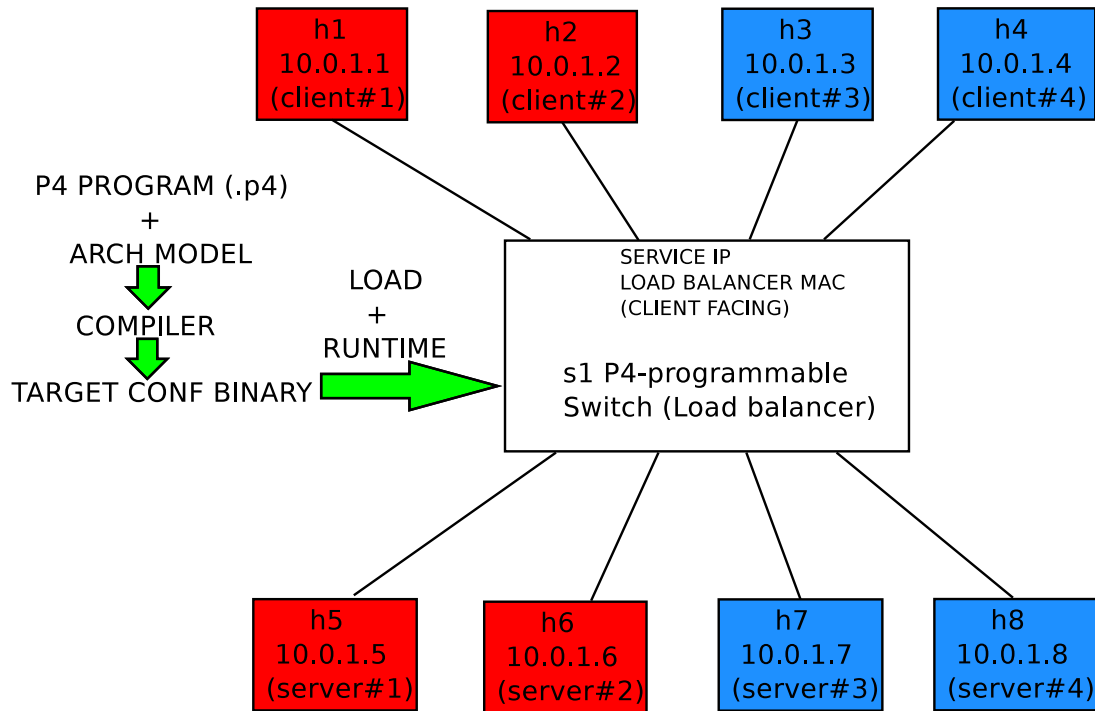 h1
10.0.1.1
(client#1)
h2
10.0.1.2
(client#2)
h3
10.0.1.3
(client#3)
h4
10.0.1.4
(client#4)
P4 PROGRAM (.p4)
+
ARCH MODEL
COMPILER
TARGET CONF BINARY
LOAD
+
RUNTIME
SERVICE IP
LOAD BALANCER MAC
(CLIENT FACING)
s1 P4-programmable
Switch (Load balancer)
h5
10.0.1.5
(server#1)
h6
10.0.1.6
(server#2)
h7
10.0.1.7
(server#3)
h8
10.0.1.8
(server#4)